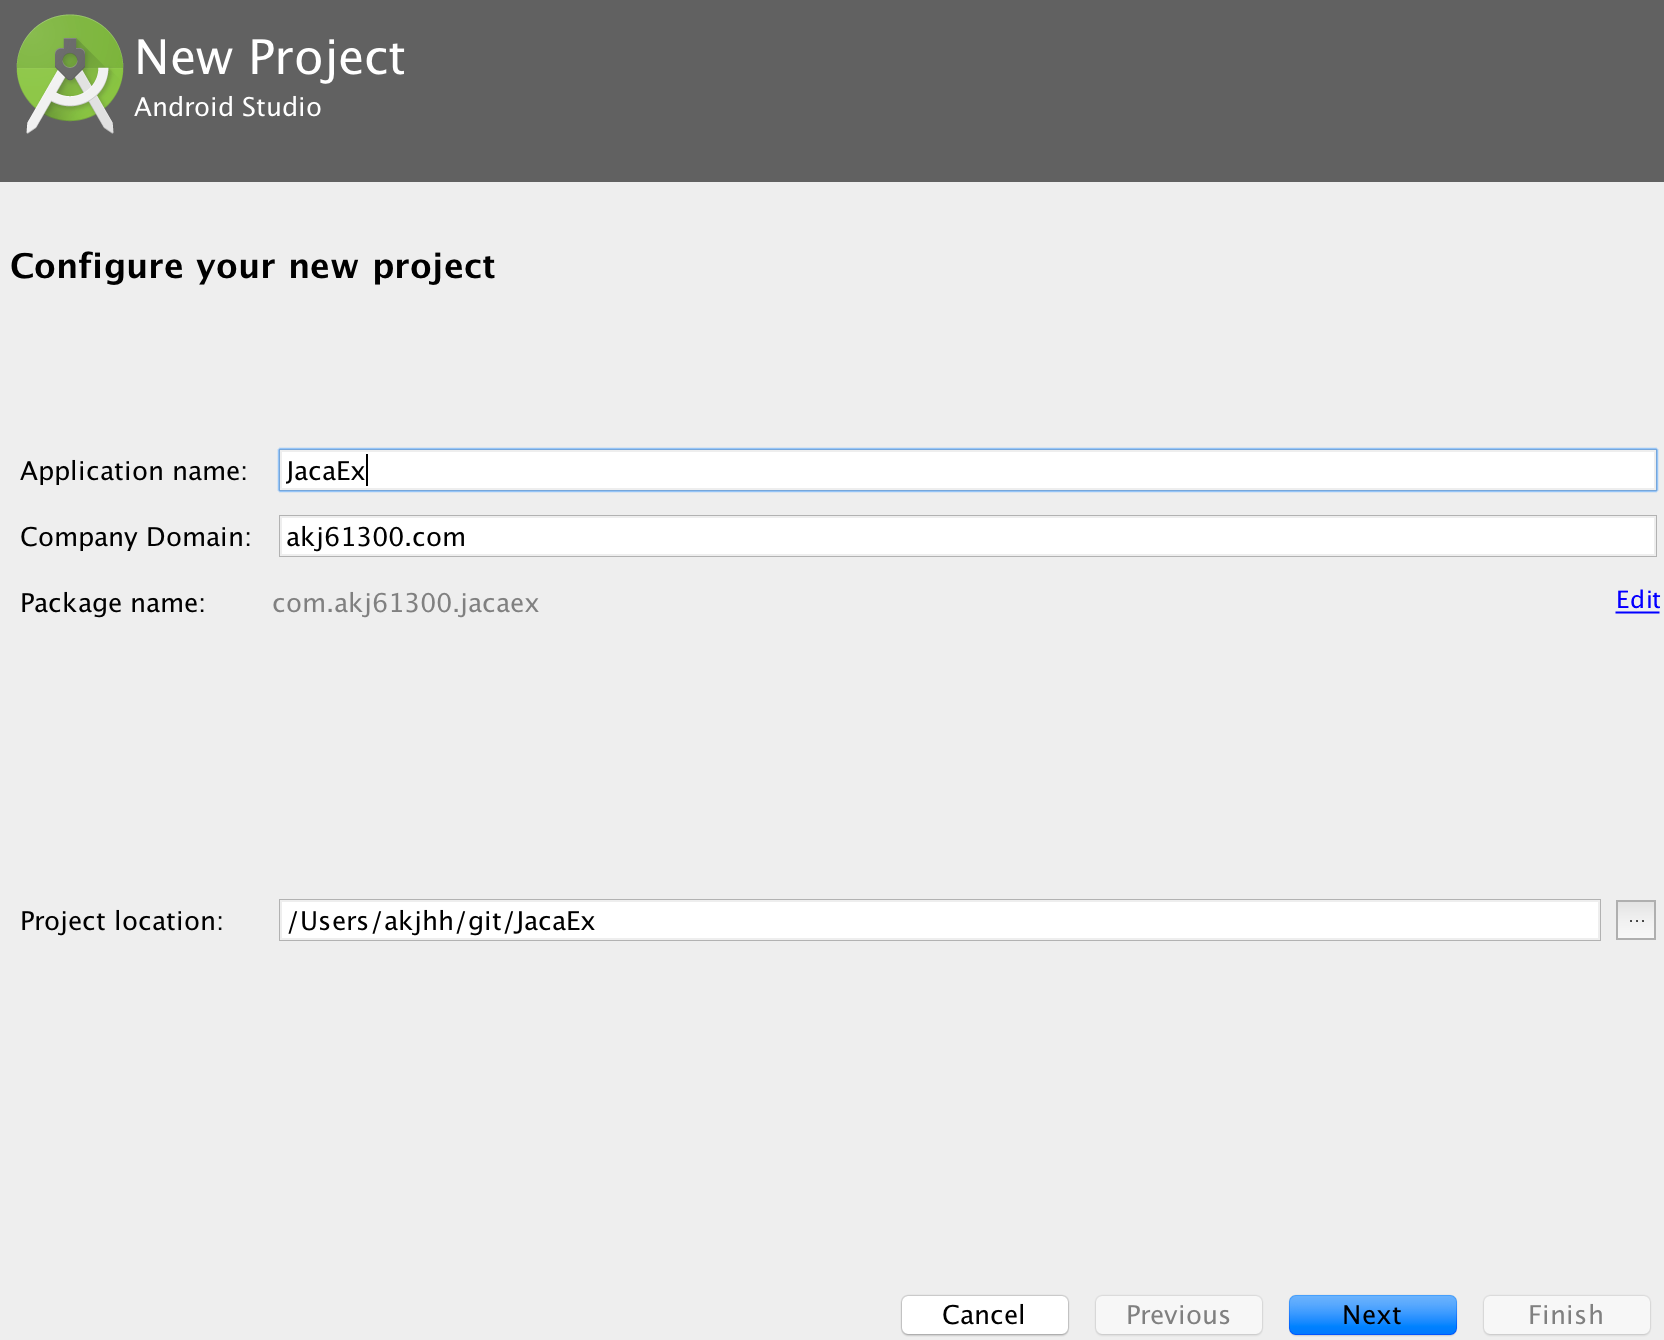 New Project
Android Studio
Configure your new project
Application name: JacaEx
Company Domain: akj61300.com
Package name: com.akj61300.jacaex Edit
Project location: /Users/akjhh/git/JacaEx ...
Cancel Previous Next Finish